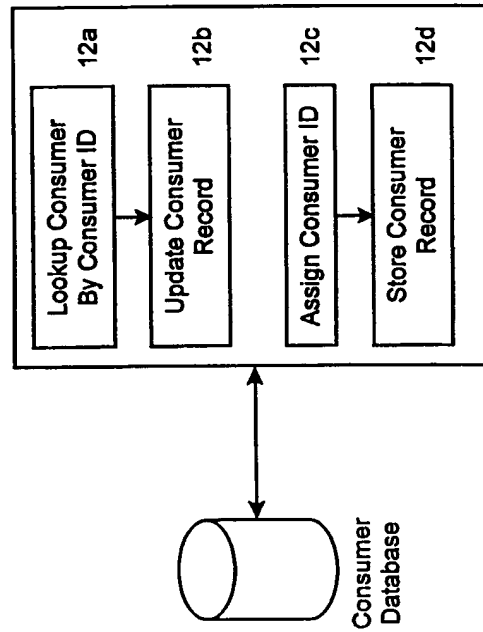 Lookup Consumer
By Consumer ID
12a
Update Consumer
Record
12b
Assign Consumer ID
12c
Store Consumer
Record
12d
Consumer
Database